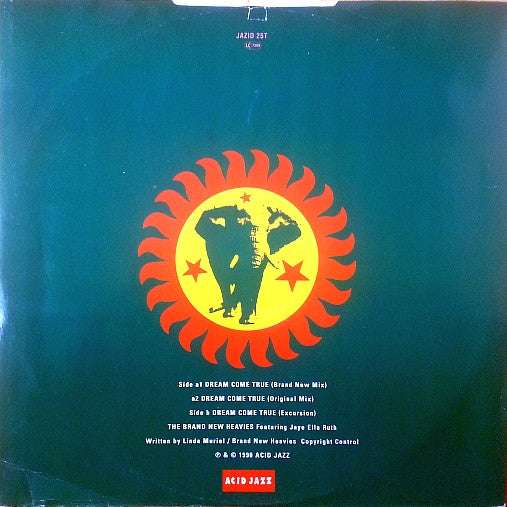 JAZID 25T
Side a1 DREAM COME TRUE (Brand New Mix)
a2 DREAM COME TRUE (Original Mix)
Side b DREAM COME TRUE (Excursion)
THE BRAND NEW HEAVIES Featuring Jaye Ella Ruth
Written by Linda Muriel / Brand New Heavies Copyright Control
℗ & © 1990 ACID JAZZ
ACID JAZZ